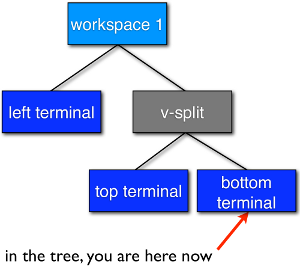 workspace 1
left terminal
v-split
top terminal
bottom
terminal
in the tree, you are here now